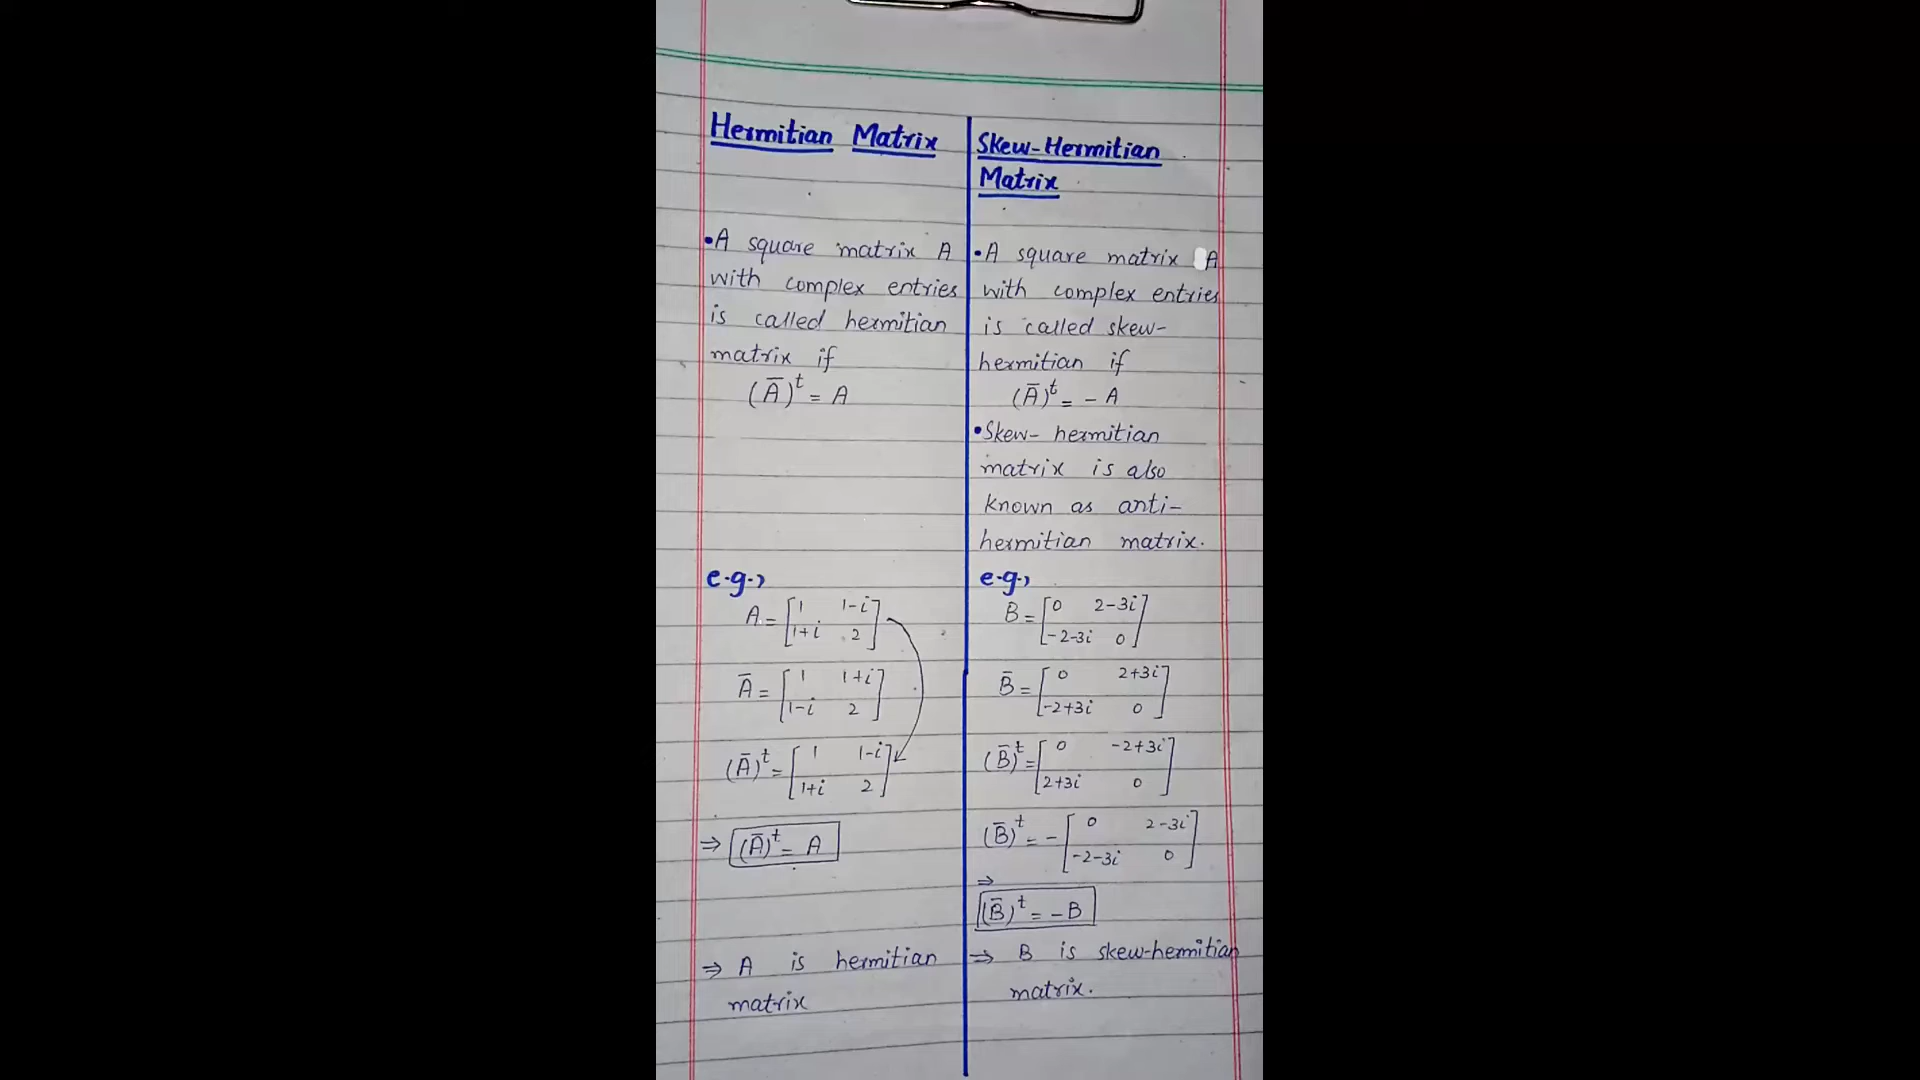 Hermitian Matrix
•A square matrix A
with complex entries
is called hermitian
matrix if
(Ā)ᵗ = A
e.g.,
A = [1 1-i
1+i 2]
Ā = [1 1+i
1-i 2]
(Ā)ᵗ = [1 1-i
1+i 2]
⇒ (Ā)ᵗ = A
⇒ A is hermitian
matrix
Skew-Hermitian
Matrix
•A square matrix A
with complex entries
is called skew-
hermitian if
(Ā)ᵗ = - A
•Skew- hermitian
matrix is also
known as anti-
hermitian matrix.
e.g.,
B = [0 2-3i
-2-3i 0]
B̄ = [0 2+3i
-2+3i 0]
(B̄)ᵗ = [0 -2+3i
2+3i 0]
(B̄)ᵗ = - [0 2-3i
-2-3i 0]
⇒
(B̄)ᵗ = - B
⇒ B is skew-hermitian
matrix.